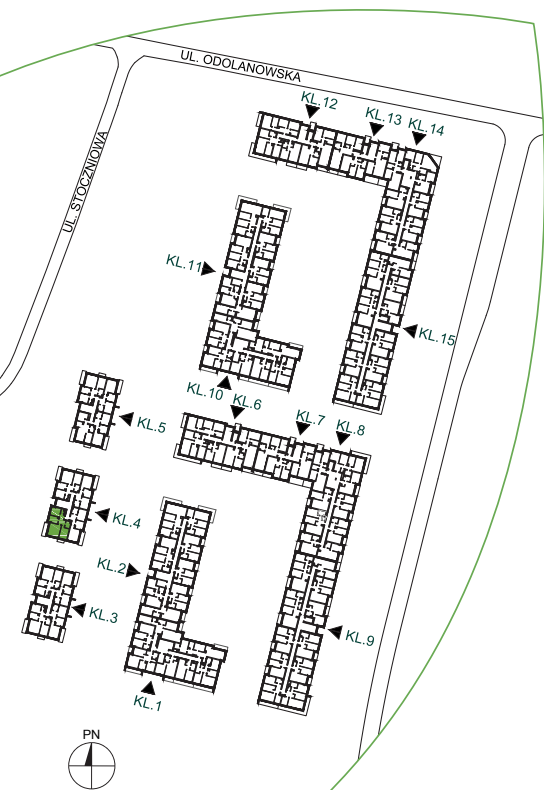 UL. ODOLANOWSKA
UL. STOCZNIOWA
KL.12
KL.13
KL.14
KL.11
KL.15
KL.10
KL.6
KL.7
KL.8
KL.5
KL.4
KL.2
KL.3
KL.9
KL.1
PN